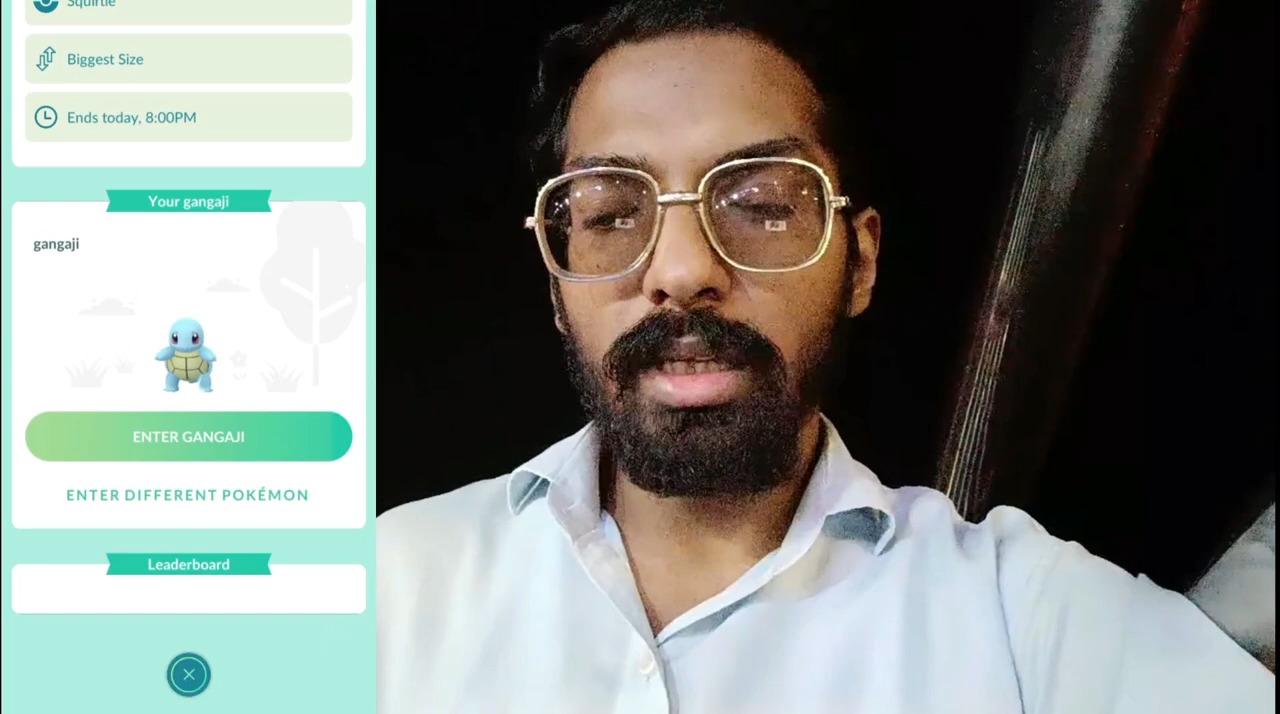 Squirtle
Biggest Size
Ends today, 8:00PM
Your gangaji
gangaji
ENTER GANGAJI
ENTER DIFFERENT POKÉMON
Leaderboard